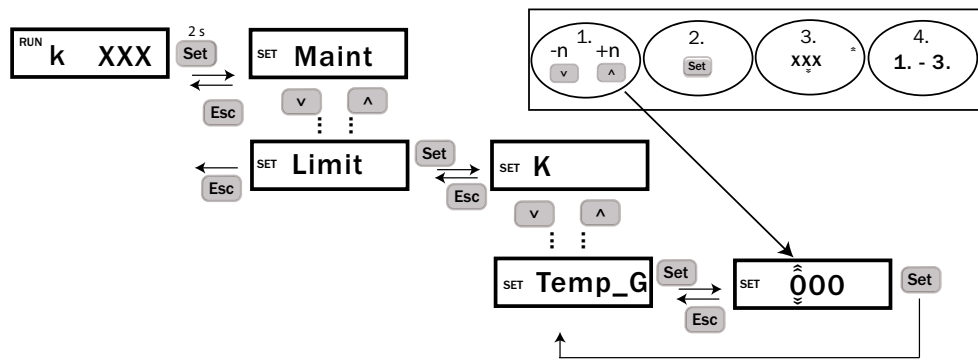 RUN k XXX
2 s
Set
Esc
SET Maint
v ʌ
SET Limit
Esc
Set
Esc
SET K
v ʌ
SET Temp_G
Set
Esc
SET 000
Set
1.
-n +n
v ʌ
2.
Set
3.
xxx
4.
1. - 3.